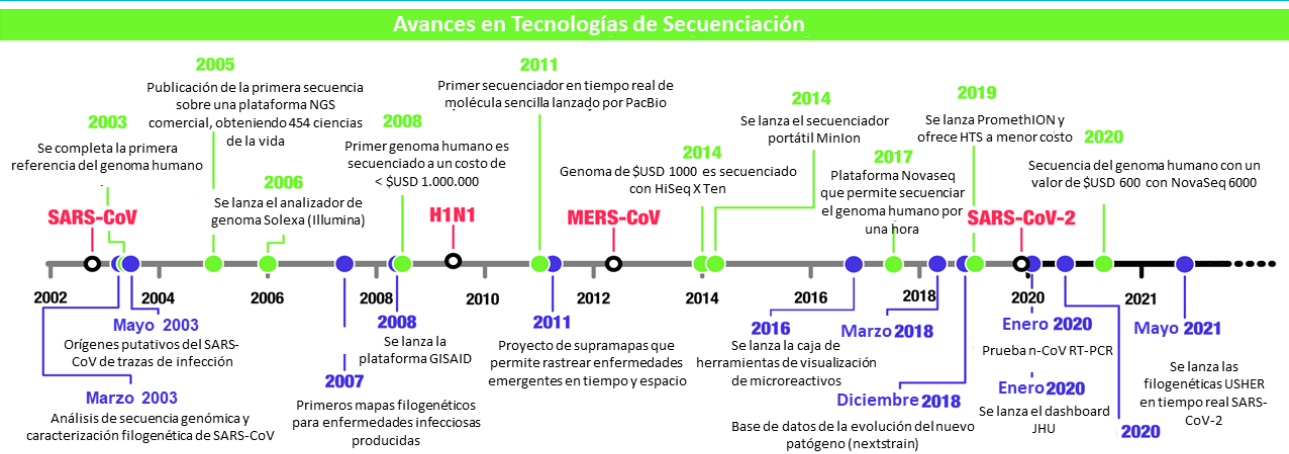 Avances en Tecnologías de Secuenciación
2003
Se completa la primera
referencia del genoma humano
2005
Publicación de la primera secuencia
sobre una plataforma NGS
comercial, obteniendo 454 ciencias
de la vida
2006
Se lanza el analizador de
genoma Solexa (Illumina)
2008
Primer genoma humano es
secuenciado a un costo de
< $USD 1.000.000
2011
Primer secuenciador en tiempo real de
molécula sencilla lanzado por PacBio
2014
Genoma de $USD 1000 es secuenciado
con HiSeq X Ten
2014
Se lanza el secuenciador
portátil MinIon
2017
Plataforma Novaseq
que permite secuenciar
el genoma humano por
una hora
2019
Se lanza PromethION y
ofrece HTS a menor costo
2020
Secuencia del genoma humano con un
valor de $USD 600 con NovaSeq 6000
SARS-CoV
H1N1
MERS-CoV
SARS-CoV-2
2002
2004
2006
2008
2010
2012
2014
2016
2018
2020
2021
Mayo 2003
Orígenes putativos del SARS-
CoV de trazas de infección
Marzo 2003
Análisis de secuencia genómica y
caracterización filogenética de SARS-CoV
2007
Primeros mapas filogenéticos
para enfermedades infecciosas
producidas
2008
Se lanza la
plataforma GISAID
2011
Proyecto de supramapas que
permite rastrear enfermedades
emergentes en tiempo y espacio
2016
Se lanza la caja de
herramientas de visualización
de microreactivos
Marzo 2018
Diciembre 2018
Base de datos de la evolución del nuevo
patógeno (nextstrain)
Enero 2020
Prueba n-CoV RT-PCR
Enero 2020
Se lanza el dashboard
JHU
2020
Mayo 2021
Se lanza las
filogenéticas USHER
en tiempo real SARS-
CoV-2